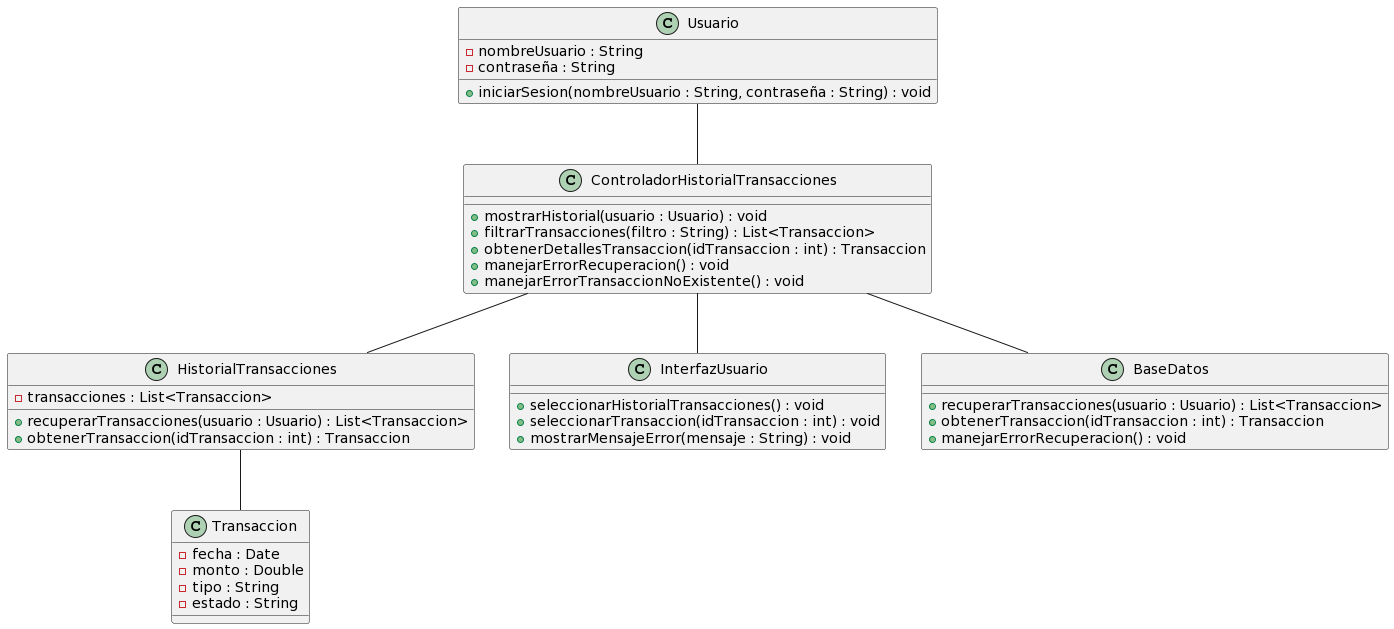 C Usuario
nombreUsuario : String
contraseña : String
iniciarSesion(nombreUsuario : String, contraseña : String) : void
C ControladorHistorialTransacciones
mostrarHistorial(usuario : Usuario) : void
filtrarTransacciones(filtro : String) : List<Transaccion>
obtenerDetallesTransaccion(idTransaccion : int) : Transaccion
manejarErrorRecuperacion() : void
manejarErrorTransaccionNoExistente() : void
C HistorialTransacciones
transacciones : List<Transaccion>
recuperarTransacciones(usuario : Usuario) : List<Transaccion>
obtenerTransaccion(idTransaccion : int) : Transaccion
C InterfazUsuario
seleccionarHistorialTransacciones() : void
seleccionarTransaccion(idTransaccion : int) : void
mostrarMensajeError(mensaje : String) : void
C BaseDatos
recuperarTransacciones(usuario : Usuario) : List<Transaccion>
obtenerTransaccion(idTransaccion : int) : Transaccion
manejarErrorRecuperacion() : void
C Transaccion
fecha : Date
monto : Double
tipo : String
estado : String